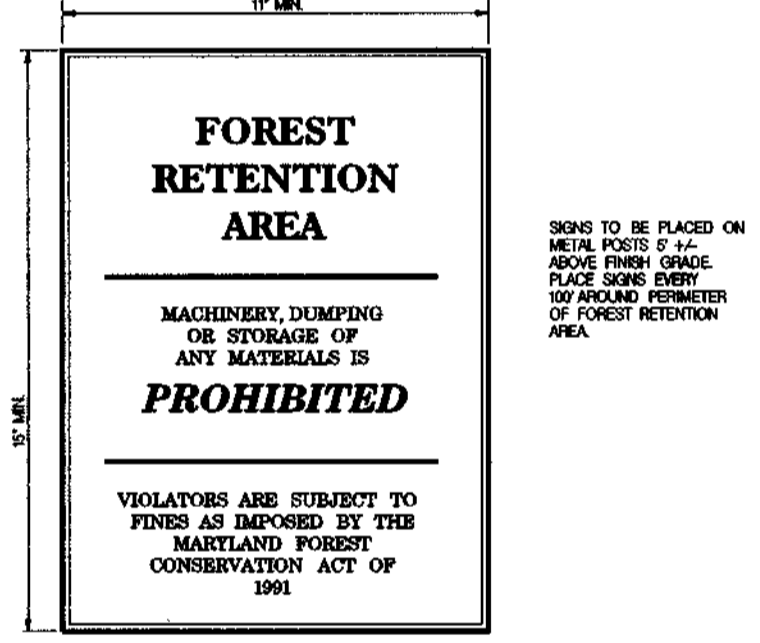 11" MIN.
FOREST
RETENTION
AREA
MACHINERY, DUMPING
OR STORAGE OF
ANY MATERIALS IS
PROHIBITED
VIOLATORS ARE SUBJECT TO
FINES AS IMPOSED BY THE
MARYLAND FOREST
CONSERVATION ACT OF
1991
15" MIN.
SIGNS TO BE PLACED ON
METAL POSTS 5' +/-
ABOVE FINISH GRADE.
PLACE SIGNS EVERY
100' AROUND PERIMETER
OF FOREST RETENTION
AREA.